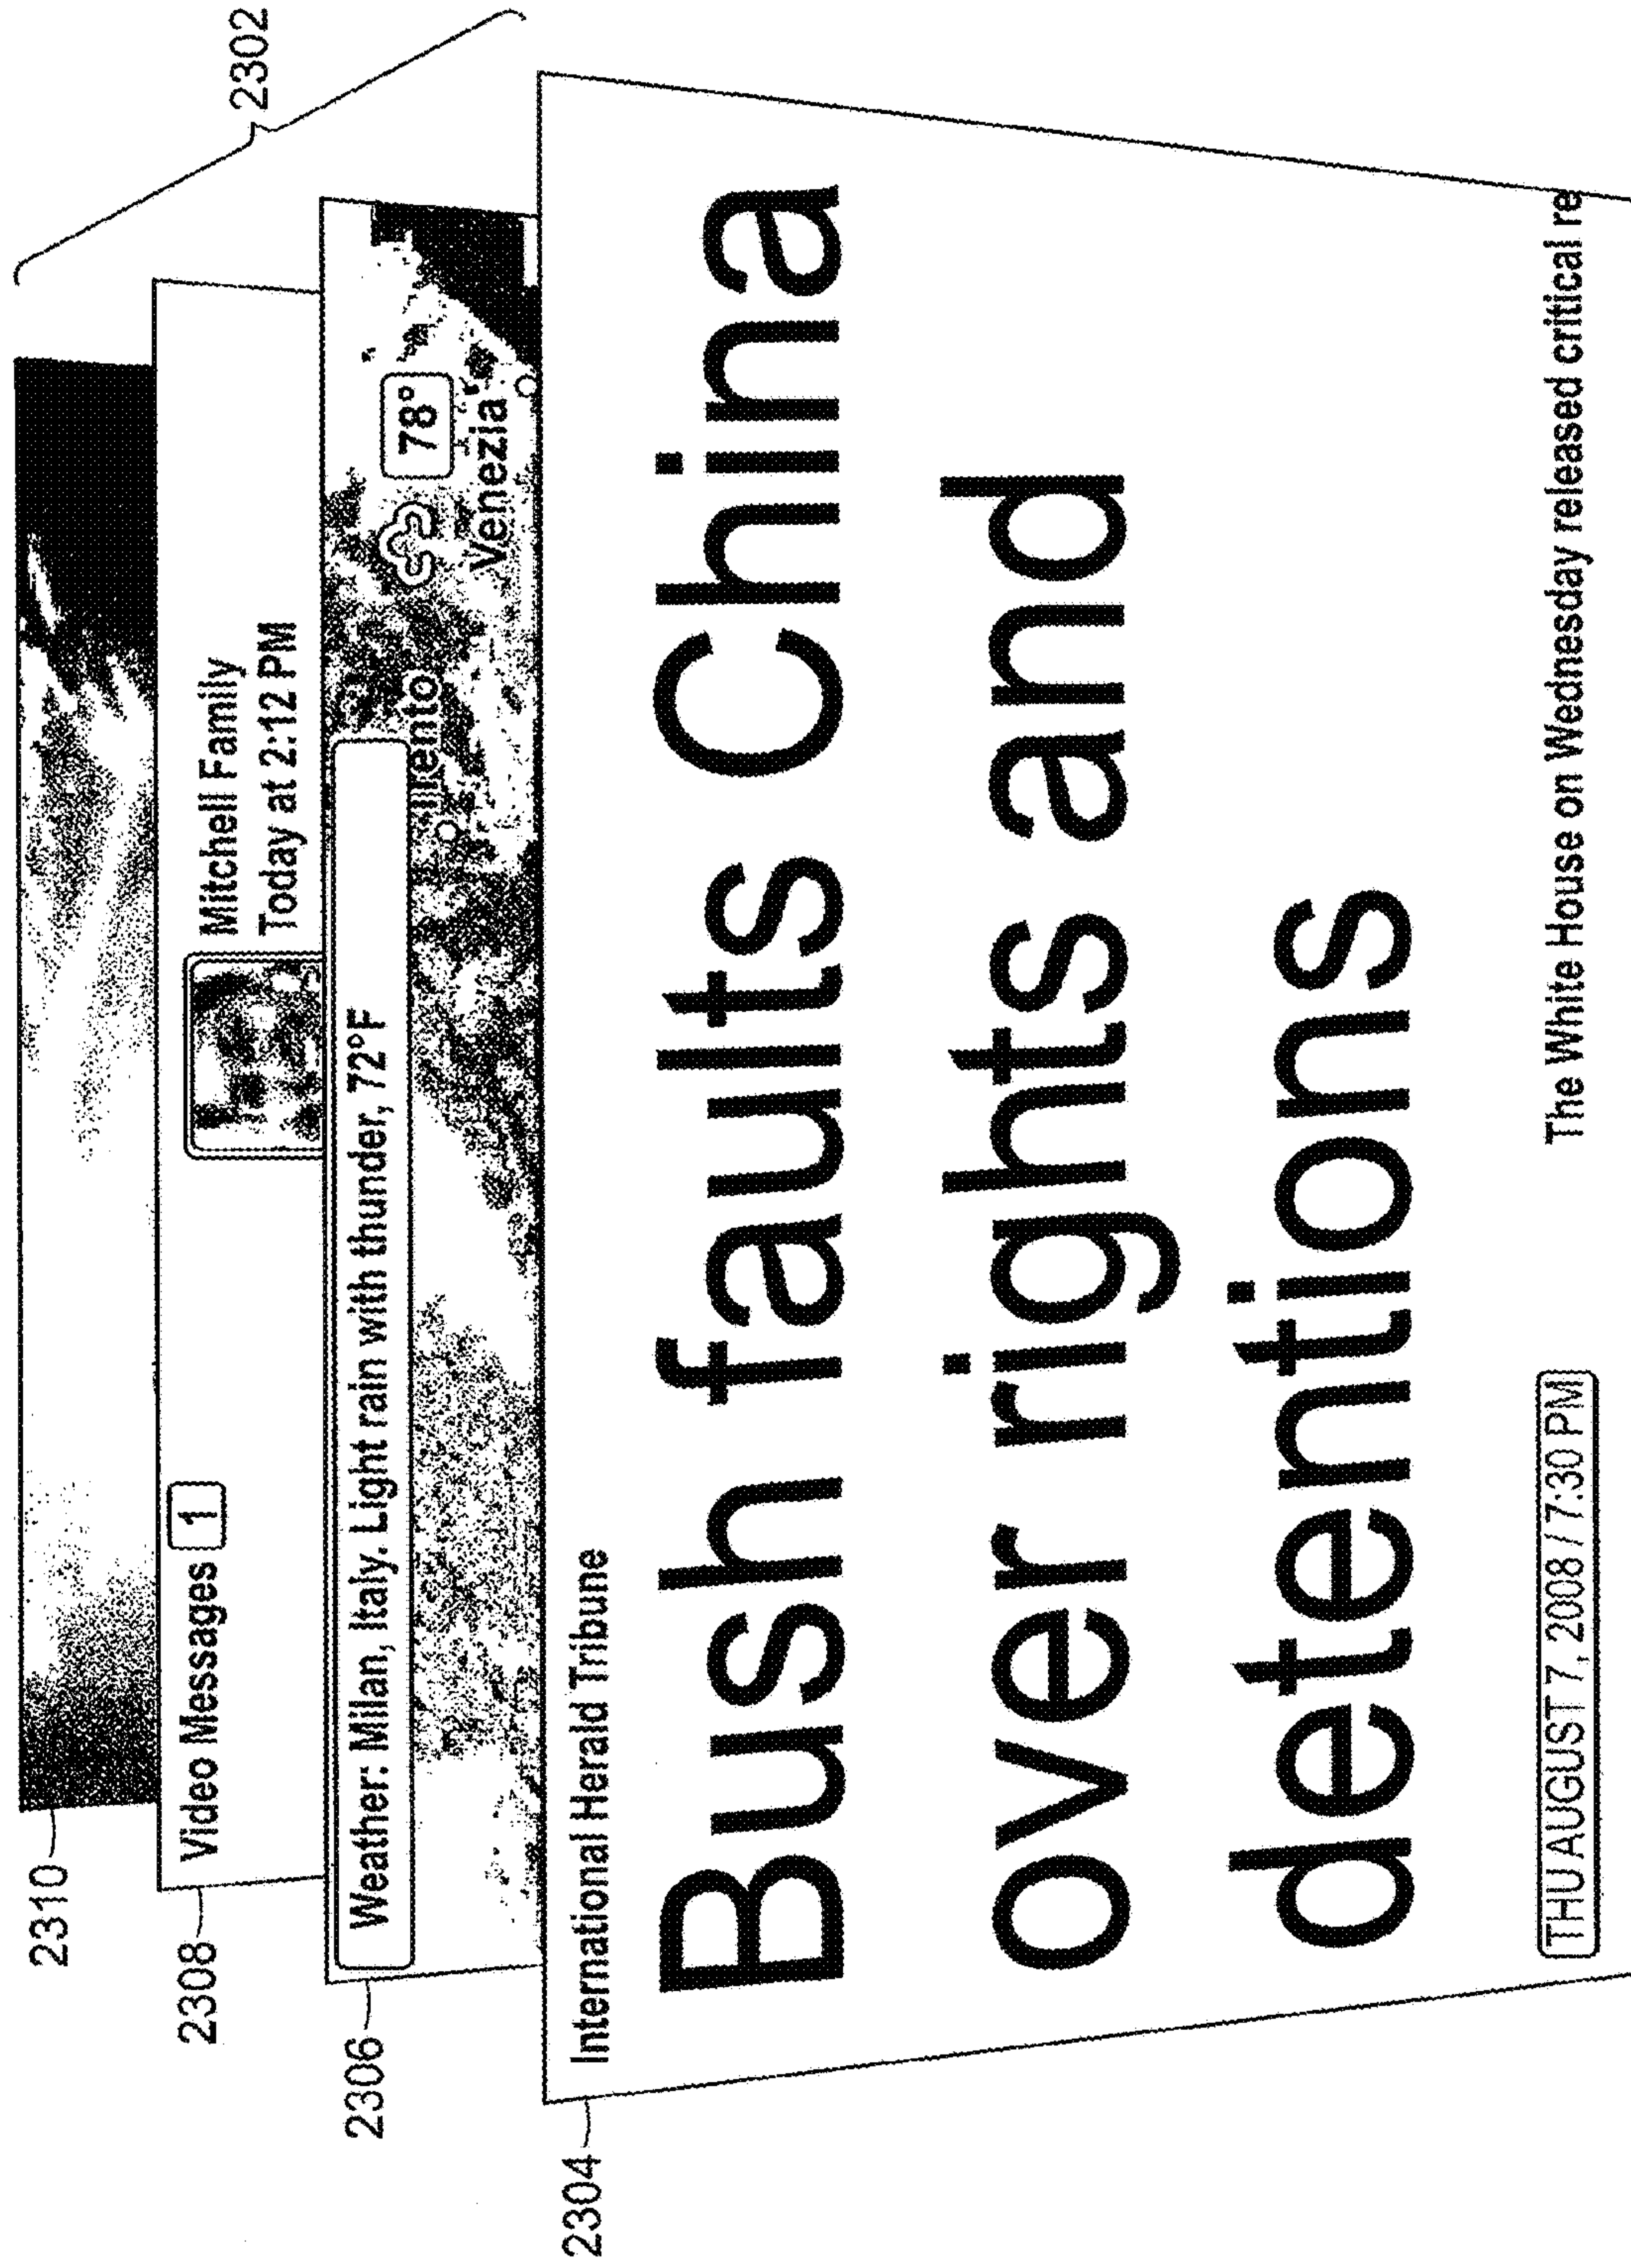 2302
2310
2308
Video Messages 1
Mitchell Family
Today at 2:12 PM
2306
Weather: Milan, Italy. Light rain with thunder, 72°F
78°
Venezia
2304
International Herald Tribune
Bush faults China
over rights and
detentions
THU AUGUST 7, 2008 / 7:30 PM
The White House on Wednesday released critical re